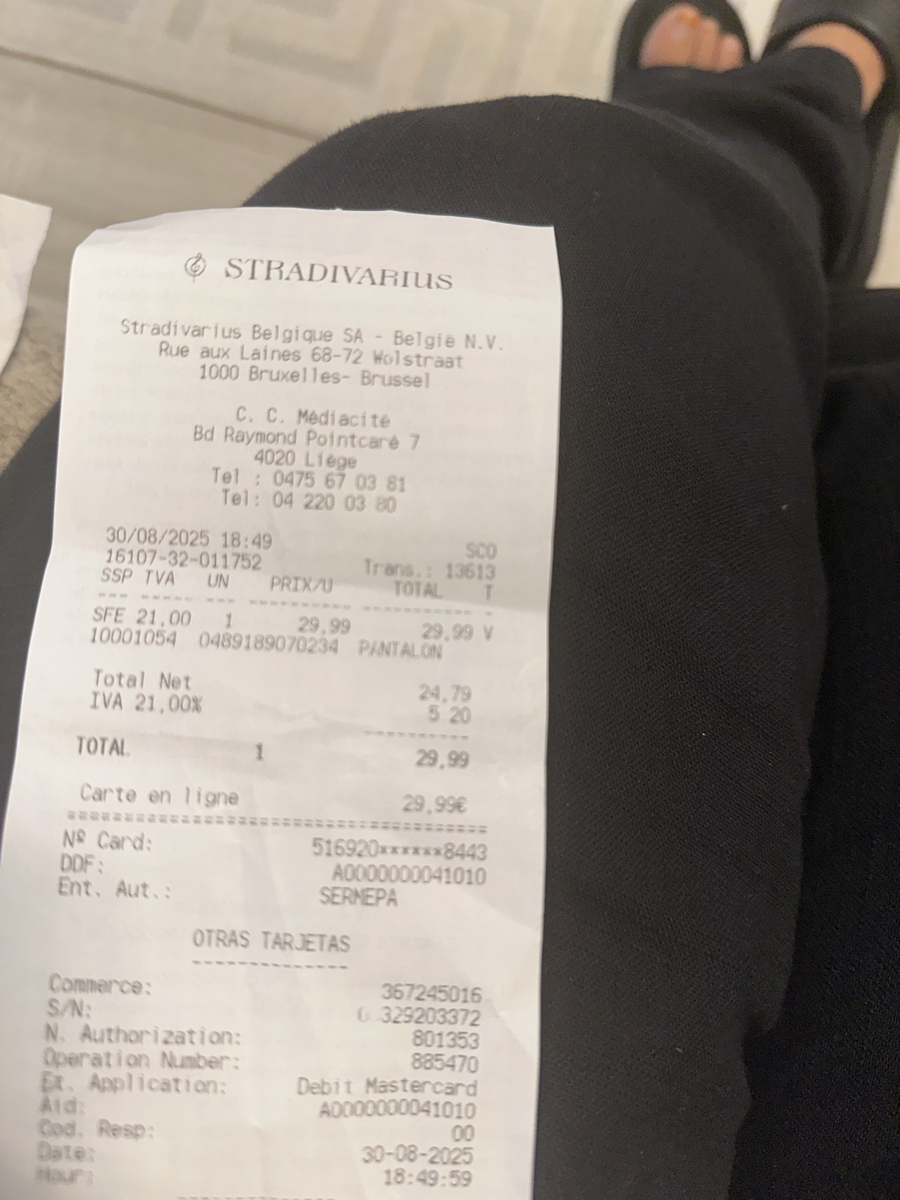 STRADIVARIUS
Stradivarius Belgique SA - België N.V.
Rue aux Laines 68-72 Wolstraat
1000 Bruxelles- Brussel
C. C. Médiacité
Bd Raymond Pointcaré 7
4020 Liège
Tel : 0475 67 03 81
Tel: 04 220 03 80
30/08/2025 18:49 SCO
16107-32-011752 Trans.: 13613
SSP TVA UN PRIX/U TOTAL T
--- ----- --- ---------- ------------- -
SFE 21,00 1 29,99 29,99 V
10001054 0489189070234 PANTALON
Total Net 24,79
IVA 21,00% 5 20
----------
TOTAL 1 29,99
Carte en ligne 29,99€
========================================
Nº Card: 516920******8443
DDF: A0000000041010
Ent. Aut.: SERMEPA
OTRAS TARJETAS
--------------
Commerce: 367245016
S/N: 329203372
N. Authorization: 801353
Operation Number: 885470
Et. Application: Debit Mastercard
Aid: A0000000041010
Cod. Resp: 00
Date: 30-08-2025
Hour: 18:49:59